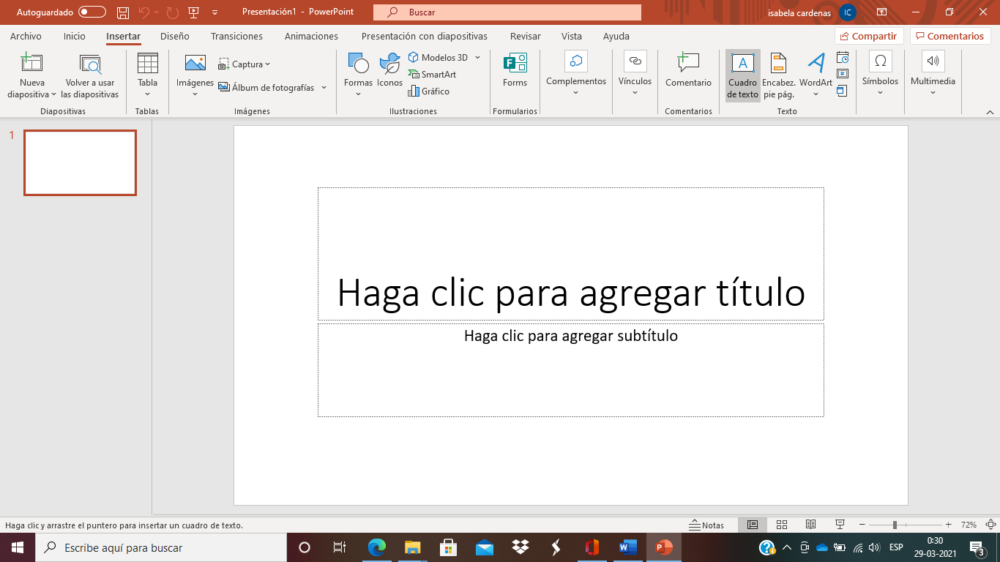 Autoguardado
Presentación1 - PowerPoint
Buscar
isabela cardenas
IC
Archivo Inicio Insertar Diseño Transiciones Animaciones Presentación con diapositivas Revisar Vista Ayuda
Compartir
Comentarios
Nueva diapositiva
Volver a usar las diapositivas
Diapositivas
Tabla
Tablas
Imágenes
Captura
Álbum de fotografías
Imágenes
Formas
Iconos
Modelos 3D
SmartArt
Gráfico
Ilustraciones
Forms
Formularios
Complementos
Vínculos
Comentario
Comentarios
Cuadro de texto
Encabez. pie pág.
WordArt
Texto
Símbolos
Multimedia
1
Haga clic para agregar título
Haga clic para agregar subtítulo
Haga clic y arrastre el puntero para insertar un cuadro de texto.
Notas
72%
Escribe aquí para buscar
ESP
0:30
29-03-2021
3